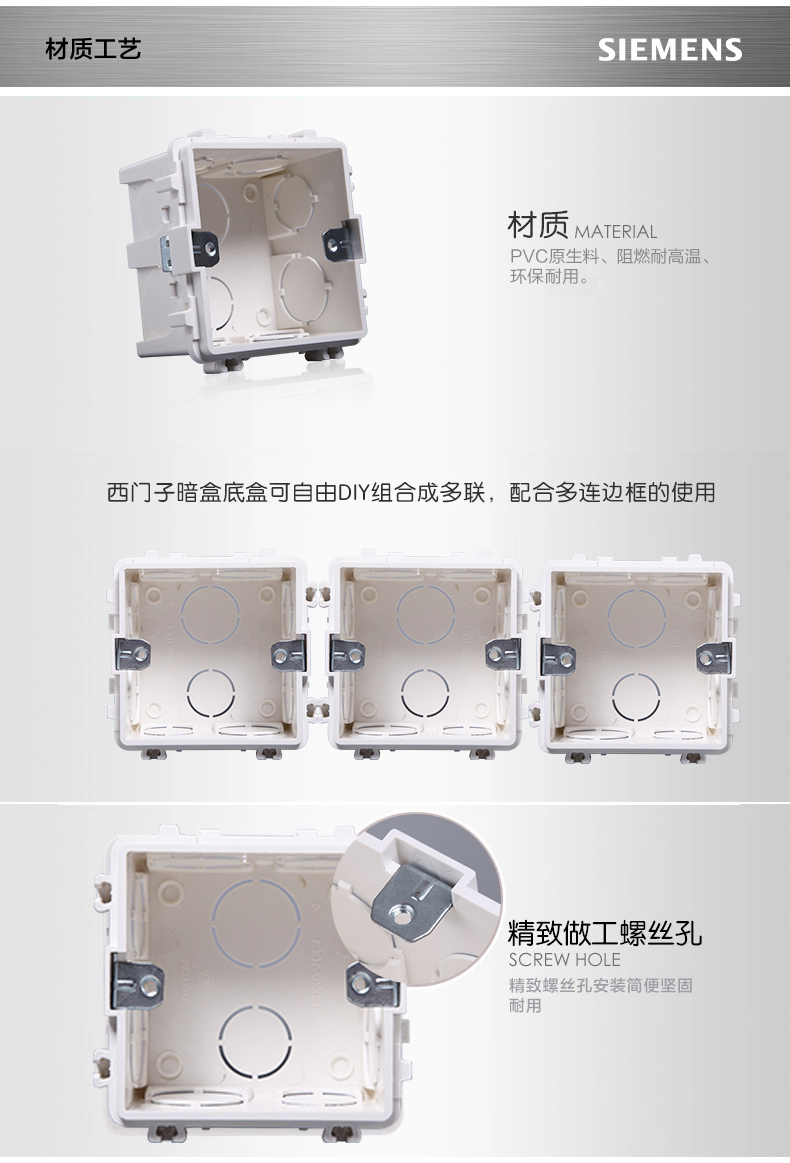 材质工艺
SIEMENS
材质 MATERIAL
PVC原生料、阻燃耐高温、
环保耐用。
西门子暗盒底盒可自由DIY组合成多联，配合多连边框的使用
精致做工螺丝孔
SCREW HOLE
精致螺丝孔安装简便坚固
耐用